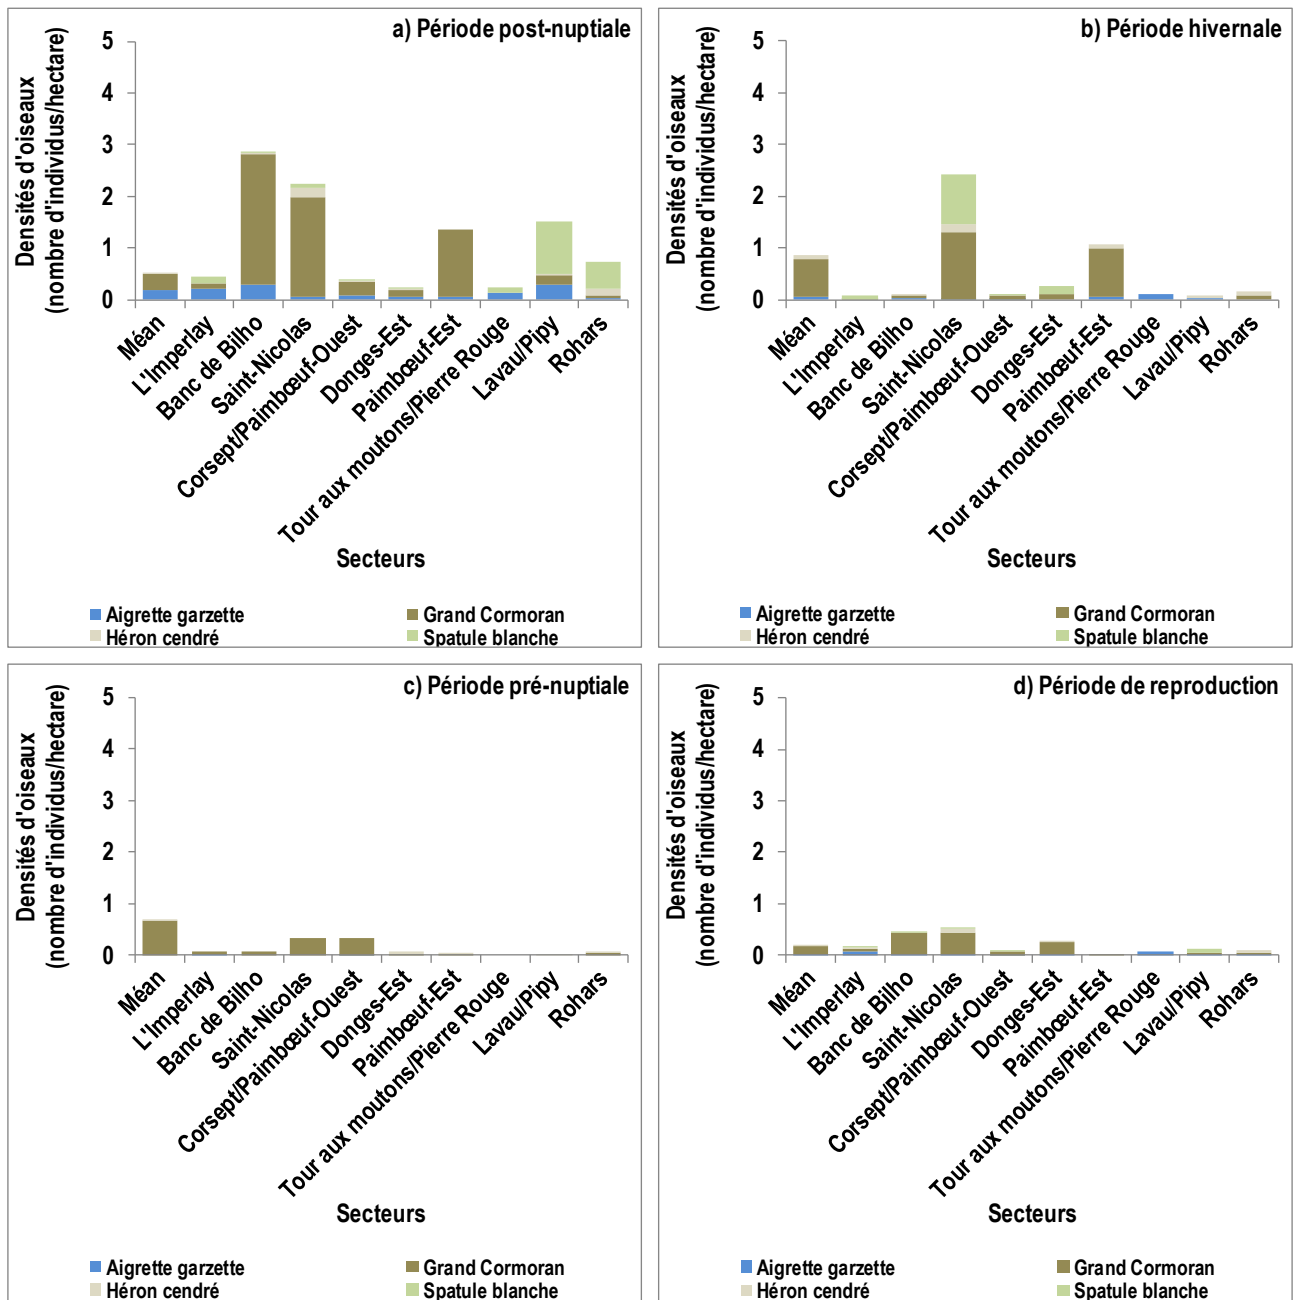 a) Période post-nuptiale
Densités d'oiseaux
(nombre d'individus/hectare)
5
4
3
2
1
0
Méan
L'Imperlay
Banc de Bilho
Saint-Nicolas
Corsept/Paimbœuf-Ouest
Donges-Est
Paimbœuf-Est
Tour aux moutons/Pierre Rouge
Lavau/Pipy
Rohars
Secteurs
Aigrette garzette
Grand Cormoran
Héron cendré
Spatule blanche
b) Période hivernale
Densités d'oiseaux
(nombre d'individus/hectare)
5
4
3
2
1
0
Méan
L'Imperlay
Banc de Bilho
Saint-Nicolas
Corsept/Paimbœuf-Ouest
Donges-Est
Paimbœuf-Est
Tour aux moutons/Pierre Rouge
Lavau/Pipy
Rohars
Secteurs
Aigrette garzette
Grand Cormoran
Héron cendré
Spatule blanche
c) Période pré-nuptiale
Densités d'oiseaux
(nombre d'individus/hectare)
5
4
3
2
1
0
Méan
L'Imperlay
Banc de Bilho
Saint-Nicolas
Corsept/Paimbœuf-Ouest
Donges-Est
Paimbœuf-Est
Tour aux moutons/Pierre Rouge
Lavau/Pipy
Rohars
Secteurs
Aigrette garzette
Grand Cormoran
Héron cendré
Spatule blanche
d) Période de reproduction
Densités d'oiseaux
(nombre d'individus/hectare)
5
4
3
2
1
0
Méan
L'Imperlay
Banc de Bilho
Saint-Nicolas
Corsept/Paimbœuf-Ouest
Donges-Est
Paimbœuf-Est
Tour aux moutons/Pierre Rouge
Lavau/Pipy
Rohars
Secteurs
Aigrette garzette
Grand Cormoran
Héron cendré
Spatule blanche